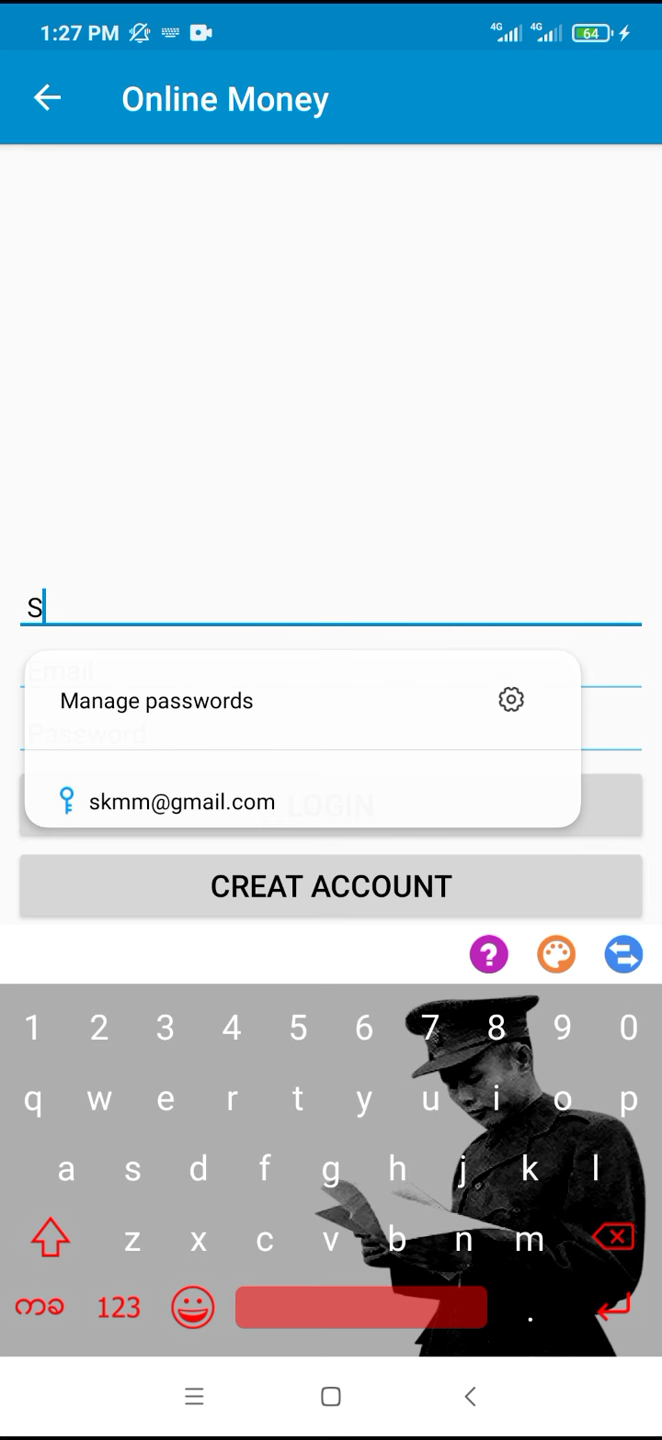 1:27 PM 4G 4G 64
Online Money
S
Email
Manage passwords
Password
skmm@gmail.com LOGIN
CREAT ACCOUNT
?
1 2 3 4 5 6 7 8 9 0
q w e r t y u i o p
a s d f g h j k l
z x c v b n m
ကခ 123 .